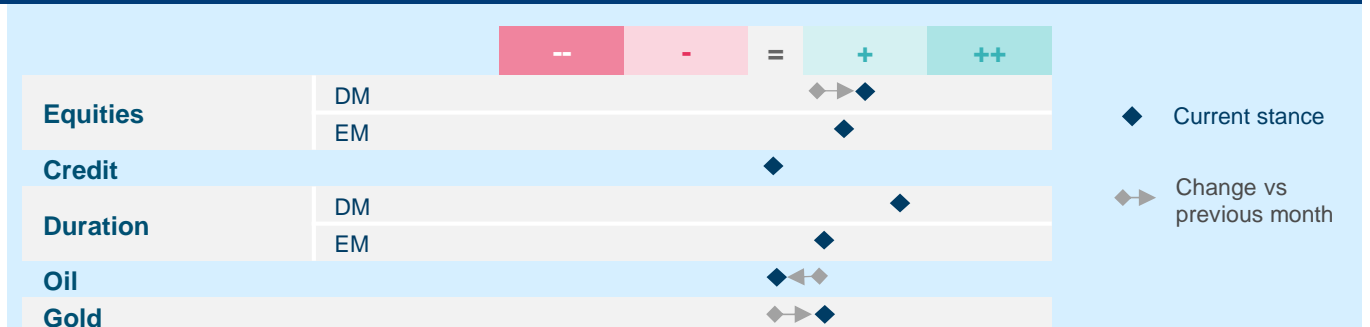 -- - = + ++
Equities
DM
EM
Credit
Duration
DM
EM
Oil
Gold
Current stance
Change vs
previous month